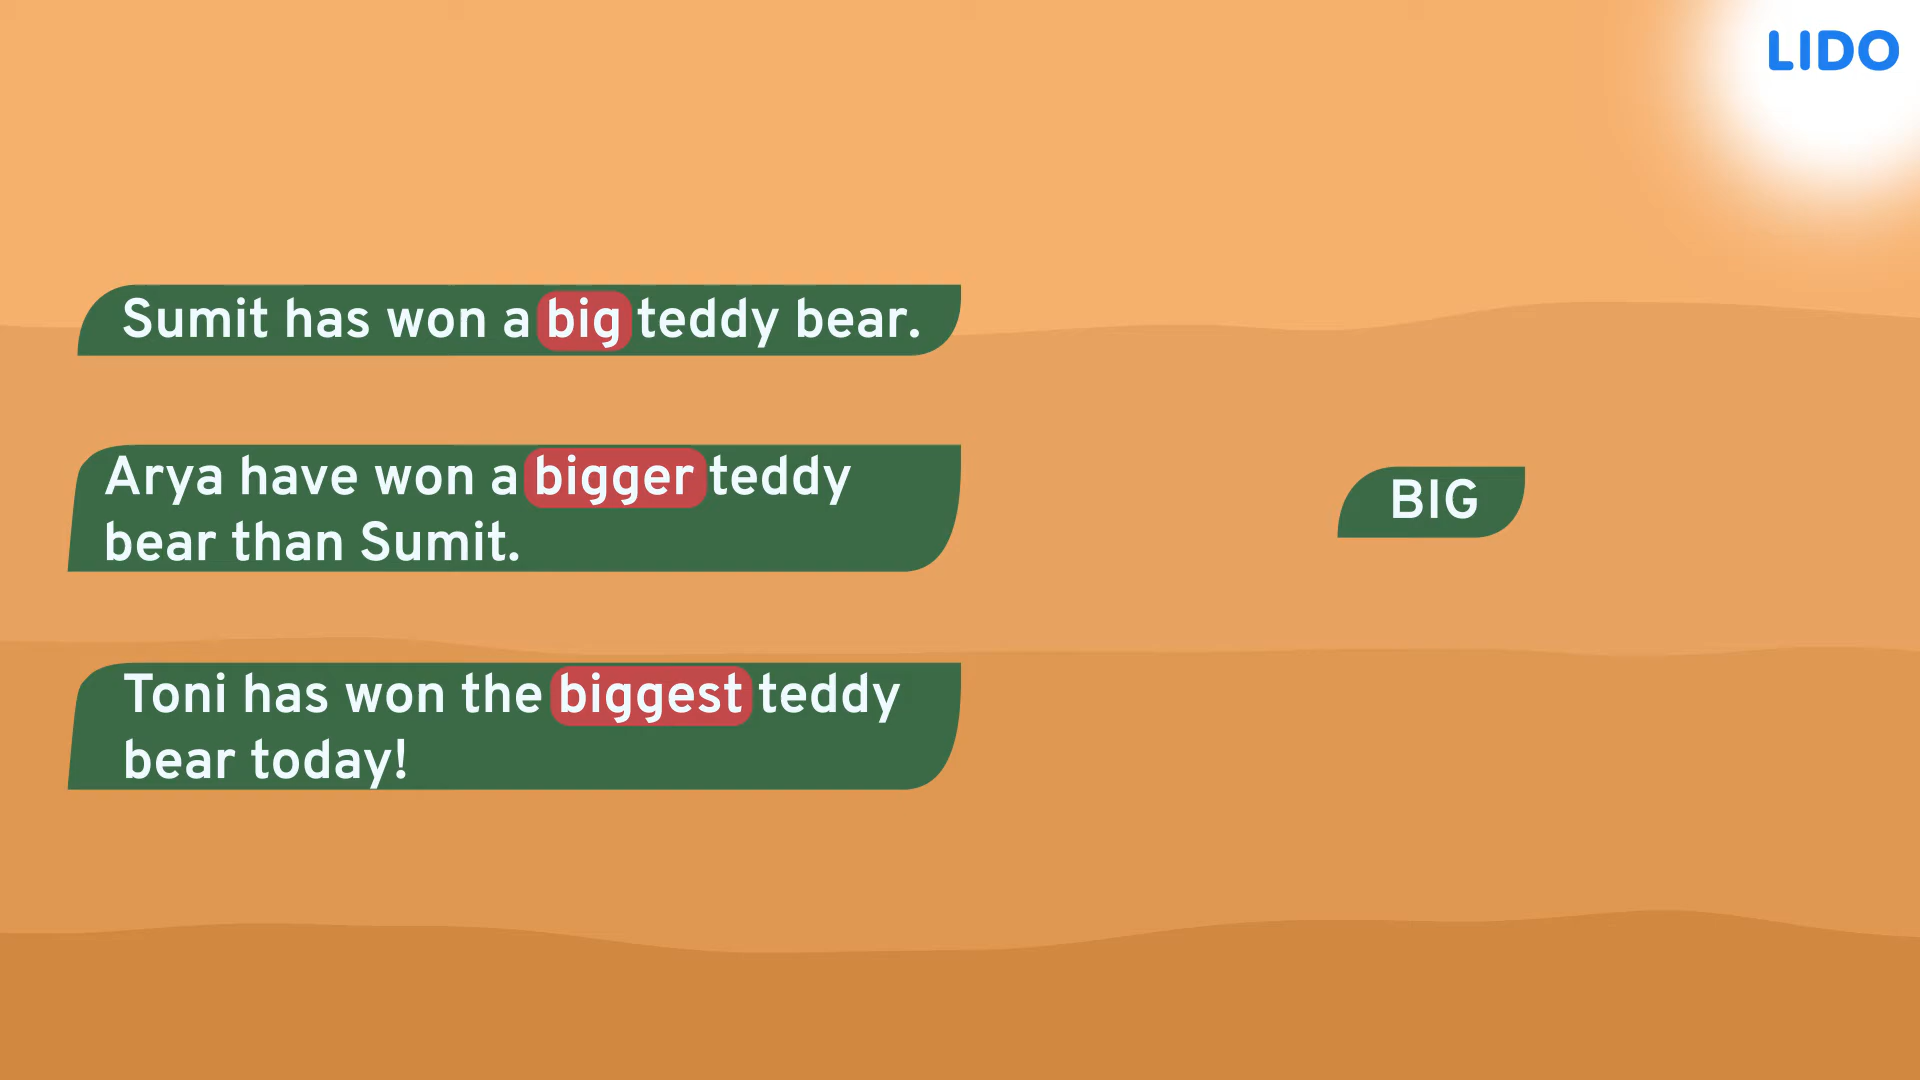 LIDO
Sumit has won a big teddy bear.
Arya have won a bigger teddy
bear than Sumit.
BIG
Toni has won the biggest teddy
bear today!